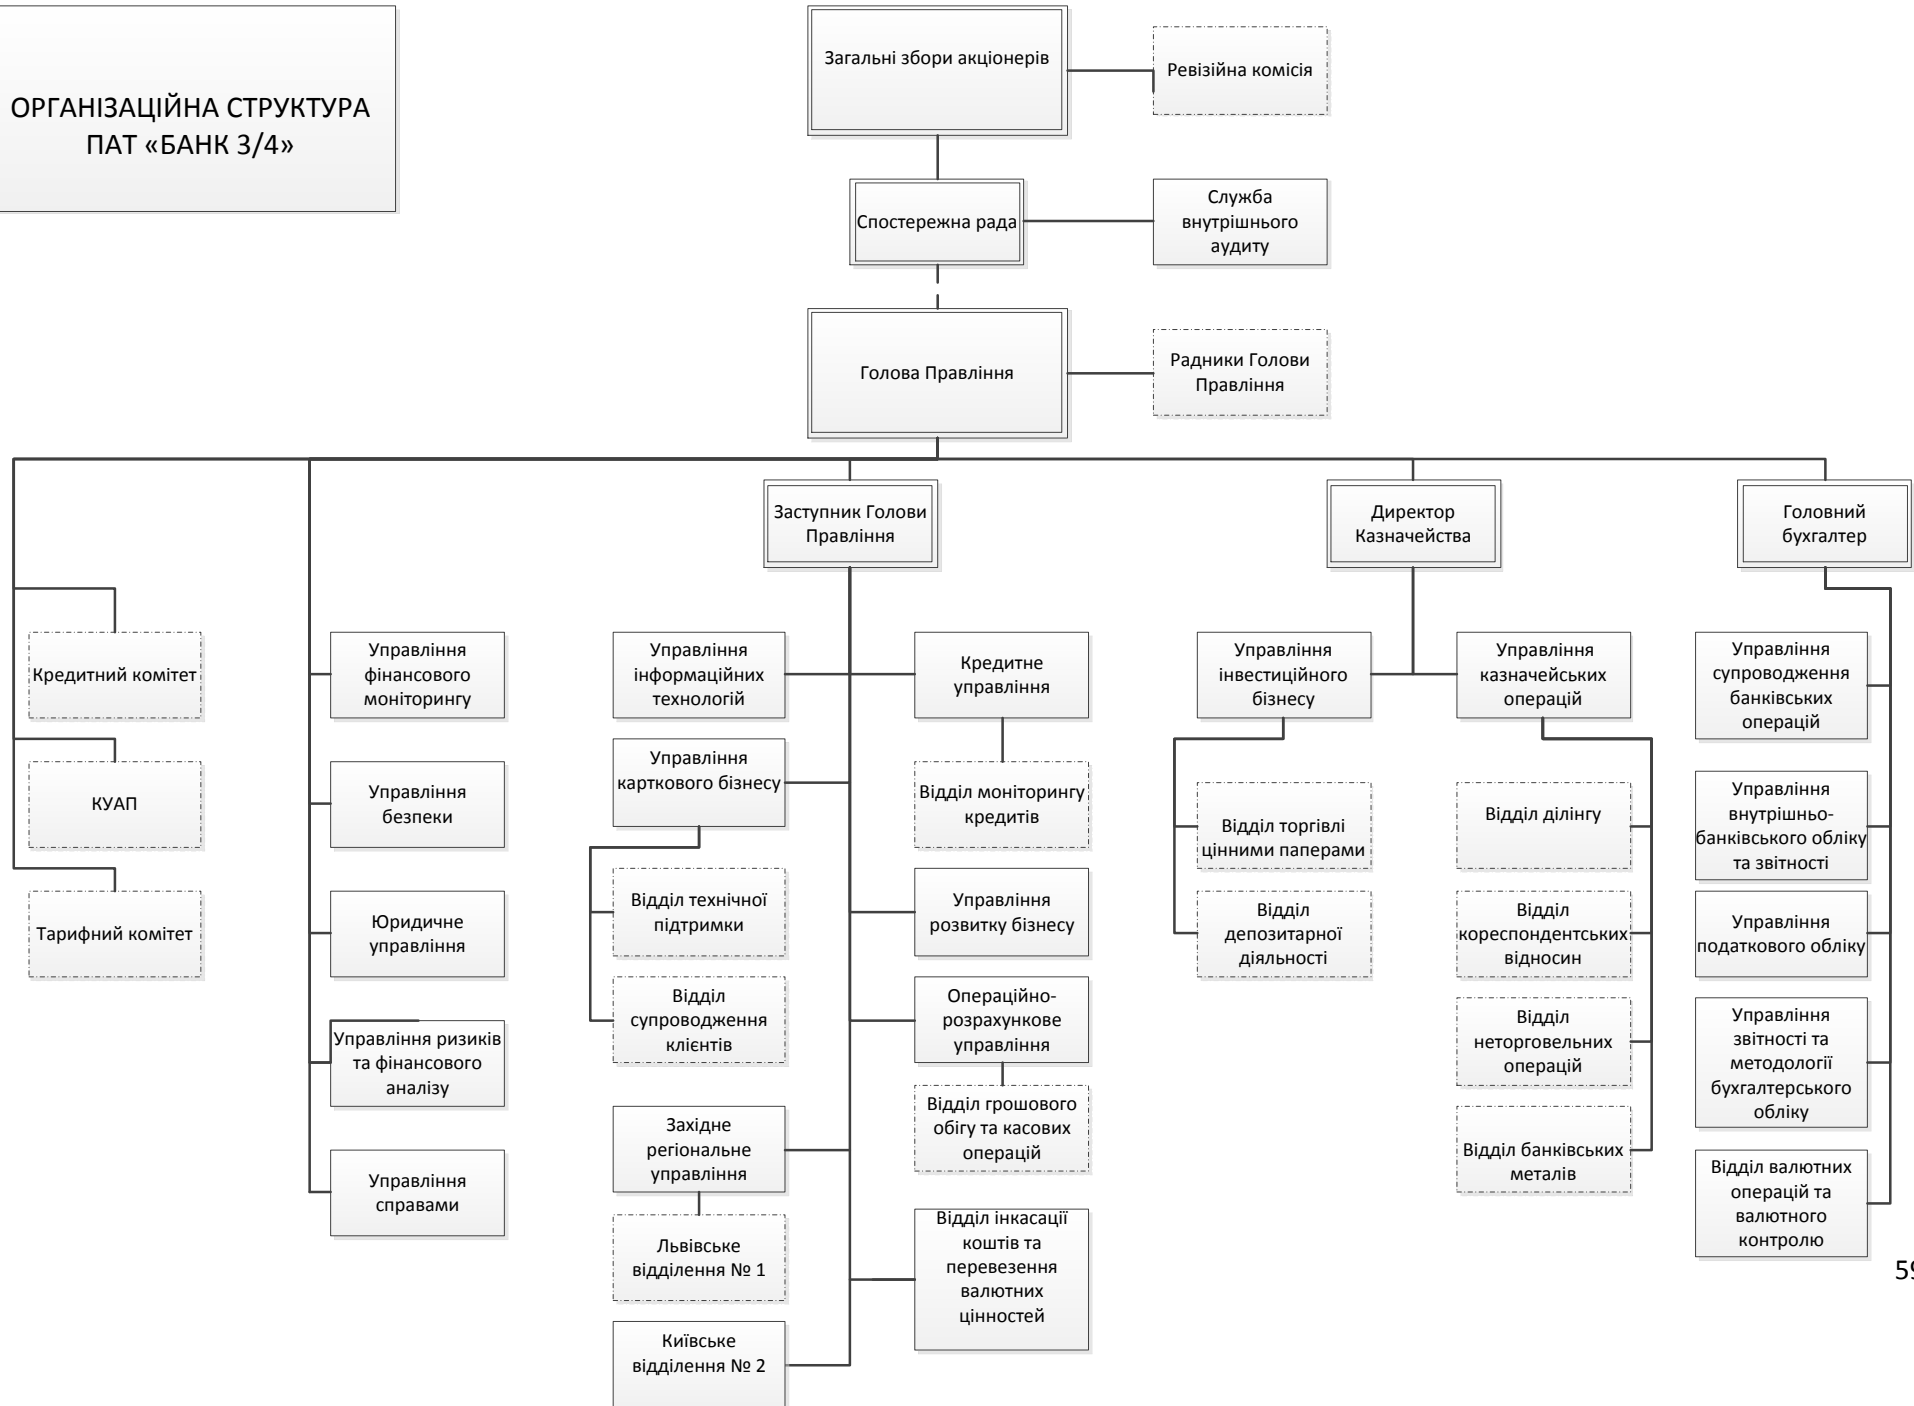 ОРГАНІЗАЦІЙНА СТРУКТУРА
ПАТ «БАНК 3/4»
Загальні збори акціонерів
Ревізійна комісія
Спостережна рада
Служба
внутрішнього
аудиту
Голова Правління
Радники Голови
Правління
Заступник Голови
Правління
Директор
Казначейства
Головний
бухгалтер
Кредитний комітет
КУАП
Тарифний комітет
Управління
фінансового
моніторингу
Управління
безпеки
Юридичне
управління
Управління ризиків
та фінансового
аналізу
Управління
справами
Управління
інформаційних
технологій
Управління
карткового бізнесу
Відділ технічної
підтримки
Відділ
супроводження
клієнтів
Західне
регіональне
управління
Львівське
відділення № 1
Київське
відділення № 2
Кредитне
управління
Відділ моніторингу
кредитів
Управління
розвитку бізнесу
Операційно-
розрахункове
управління
Відділ грошового
обігу та касових
операцій
Відділ інкасації
коштів та
перевезення
валютних
цінностей
Управління
інвестиційного
бізнесу
Відділ торгівлі
цінними паперами
Відділ
депозитарної
діяльності
Управління
казначейських
операцій
Відділ ділінгу
Відділ
кореспондентських
відносин
Відділ
неторговельних
операцій
Відділ банківських
металів
Управління
супроводження
банківських
операцій
Управління
внутрішньо-
банківського обліку
та звітності
Управління
податкового обліку
Управління
звітності та
методології
бухгалтерського
обліку
Відділ валютних
операцій та
валютного
контролю
59